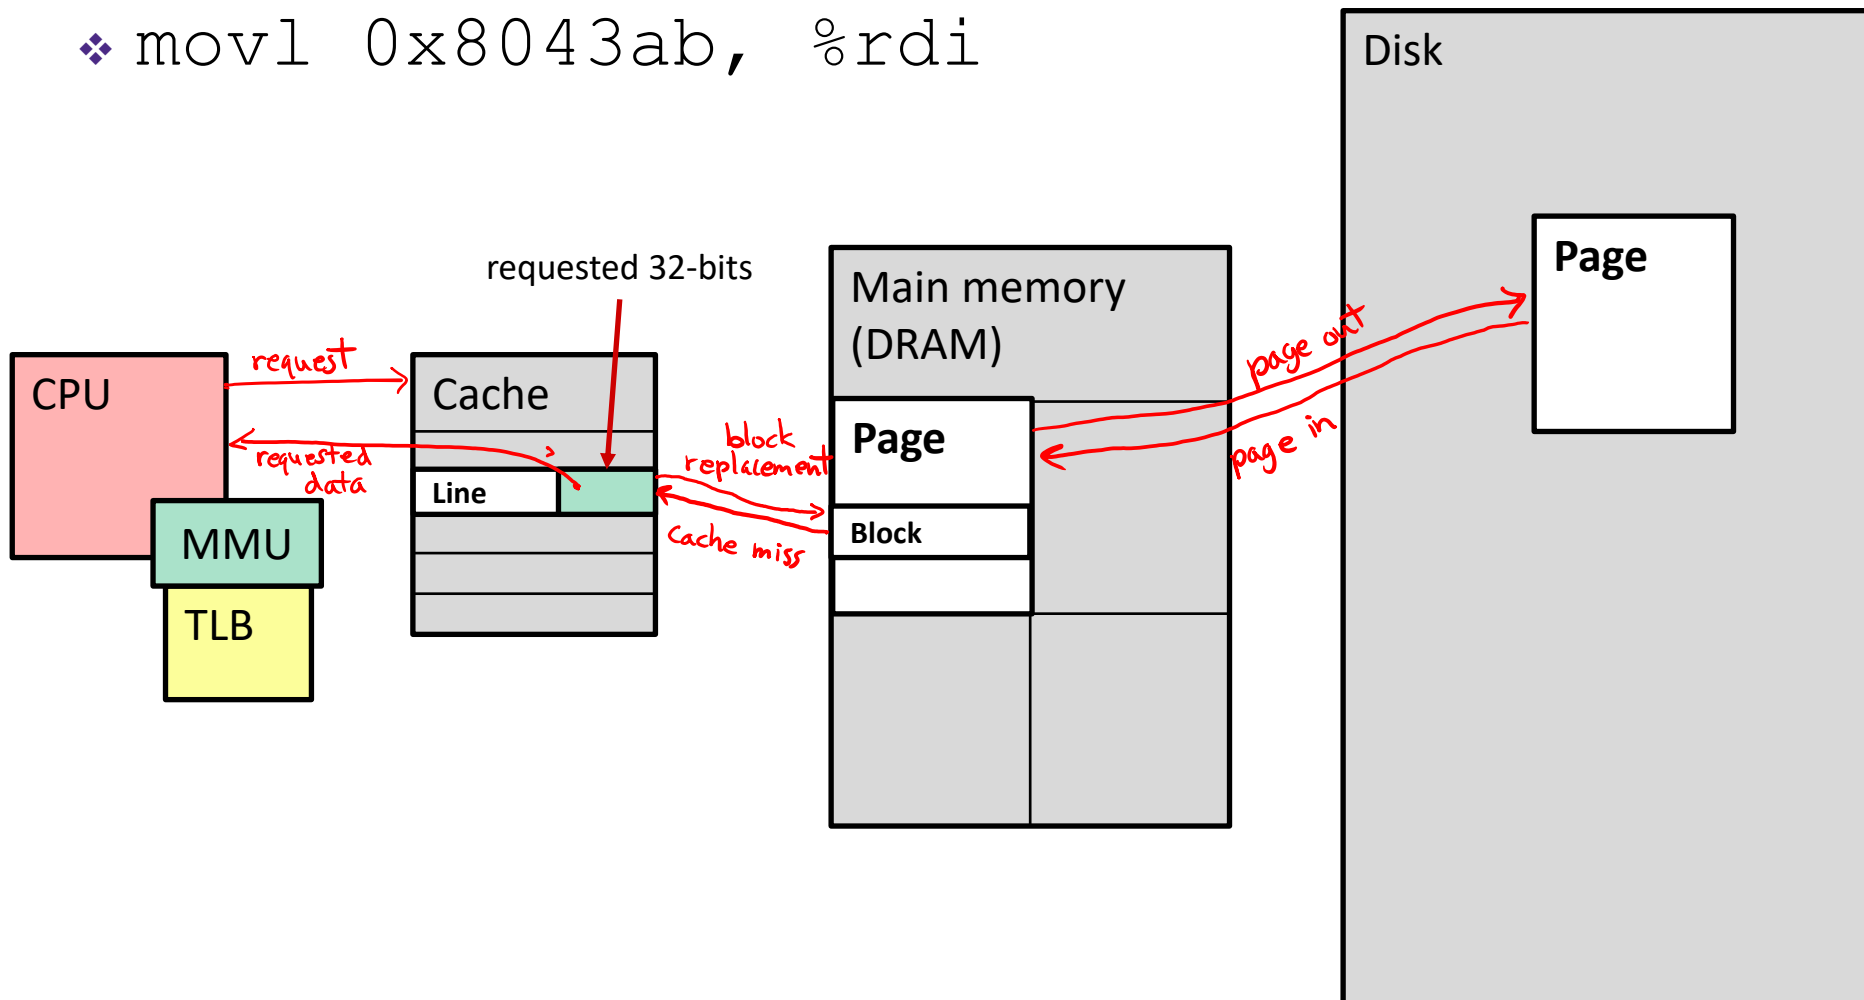 ❖ movl 0x8043ab, %rdi
Disk
Page
requested 32-bits
Main memory
(DRAM)
page out
page in
request
CPU
Cache
requested
data
block
replacement
Page
Line
Block
Cache miss
MMU
TLB